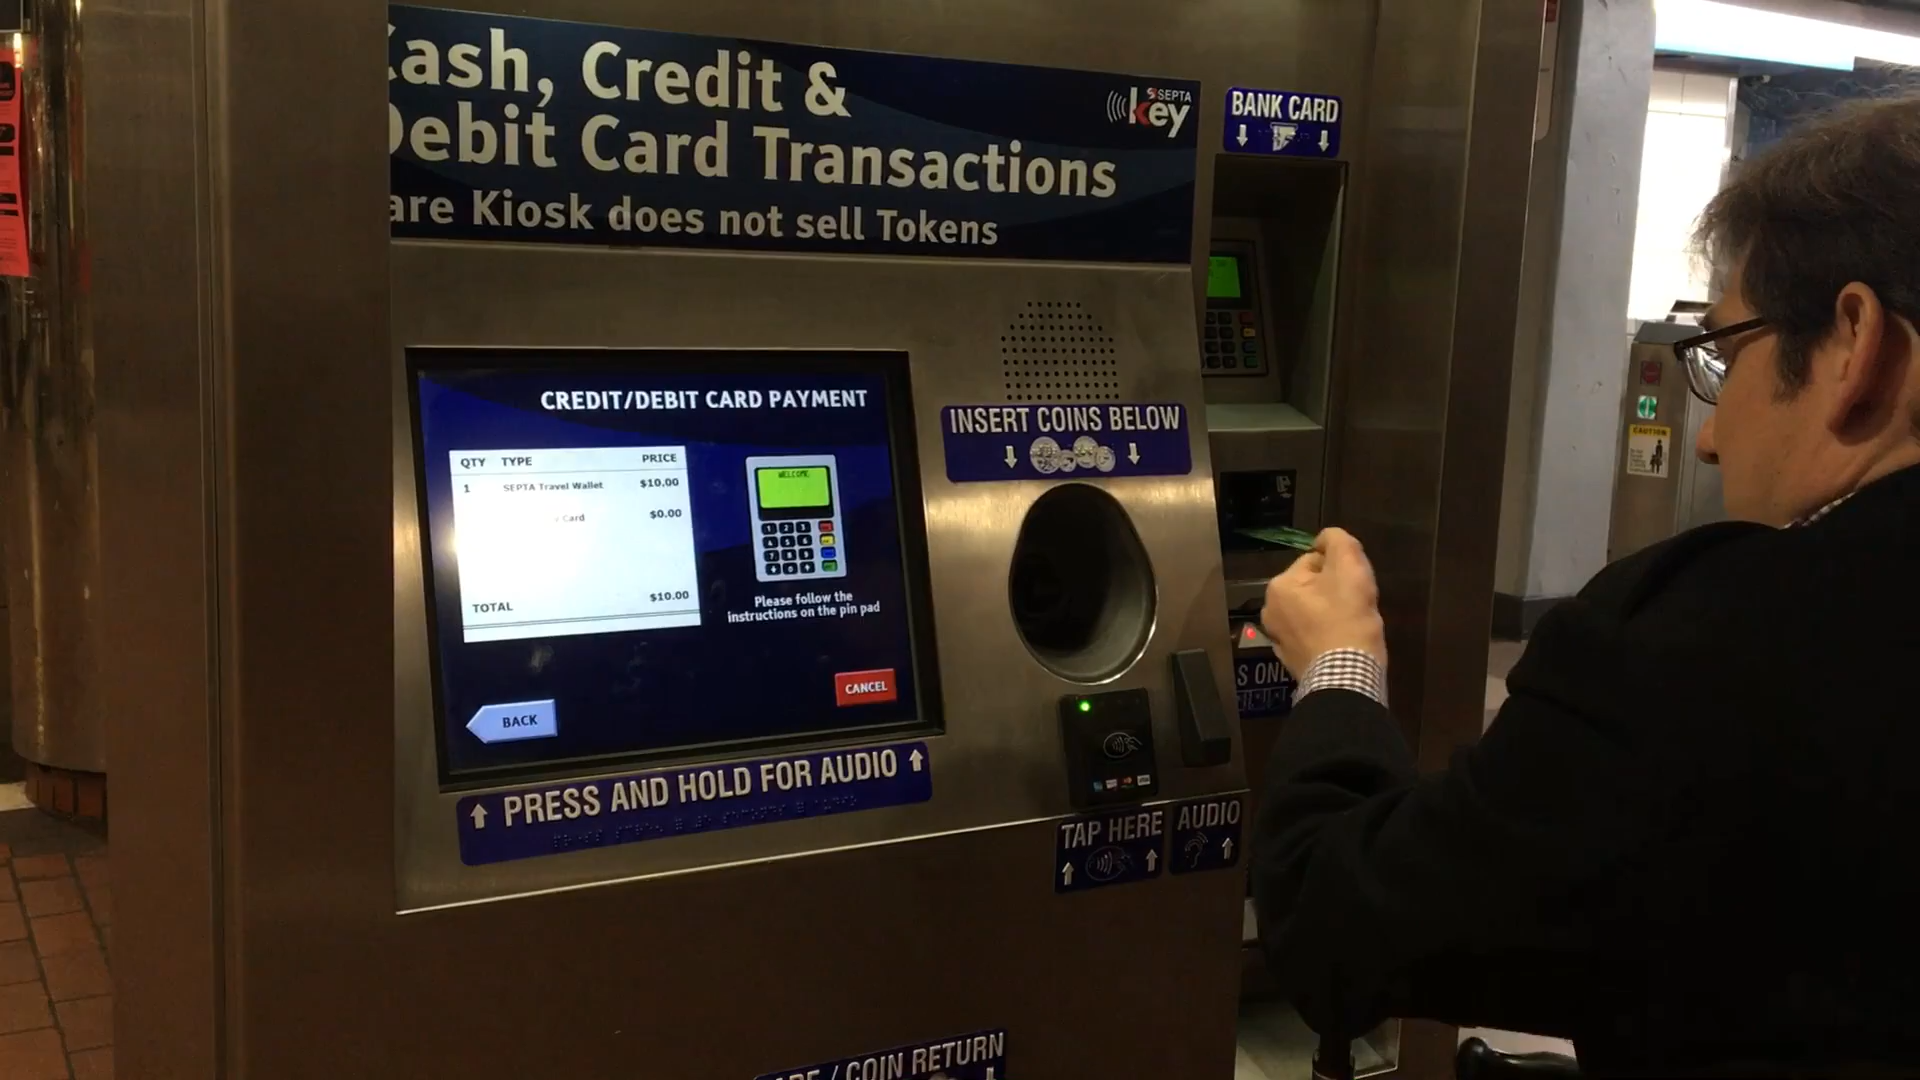 ash, Credit &
Debit Card Transactions
are Kiosk does not sell Tokens
SEPTA
key
BANK CARD
CREDIT/DEBIT CARD PAYMENT
QTY TYPE PRICE
1 SEPTA Travel Wallet $10.00
Card $0.00
TOTAL $10.00
WELCOME
Please follow the
instructions on the pin pad
CANCEL
BACK
INSERT COINS BELOW
PRESS AND HOLD FOR AUDIO
TAP HERE
AUDIO
S ONLY
CAUTION
/ COIN RETURN